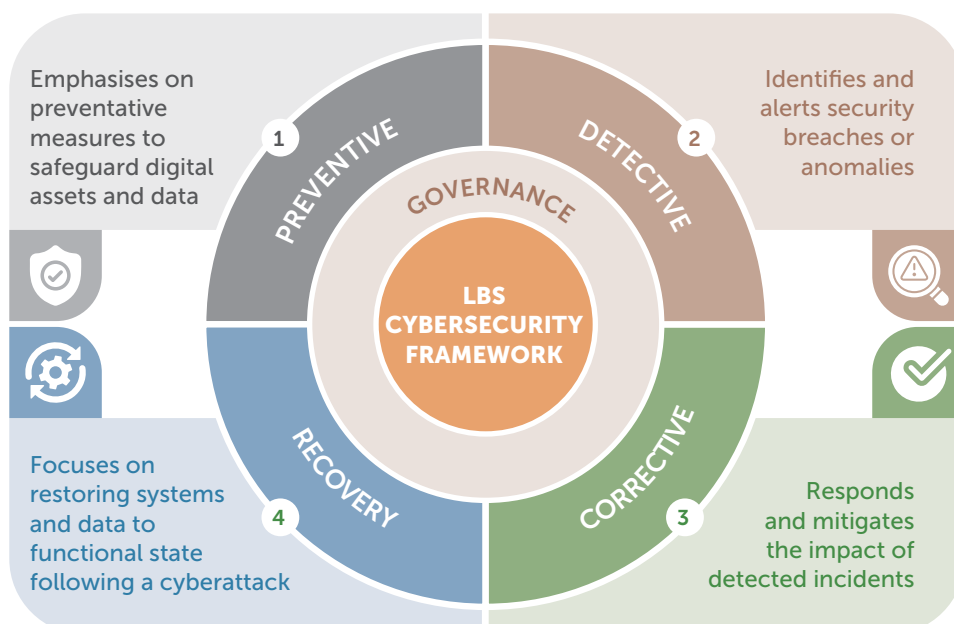 Emphasises on
preventative
measures to
safeguard digital
assets and data
1
PREVENTIVE
Identifies and
alerts security
breaches or
anomalies
2
DETECTIVE
GOVERNANCE
LBS
CYBERSECURITY
FRAMEWORK
Responds
and mitigates
the impact of
detected incidents
3
CORRECTIVE
Focuses on
restoring systems
and data to
functional state
following a cyberattack
4
RECOVERY